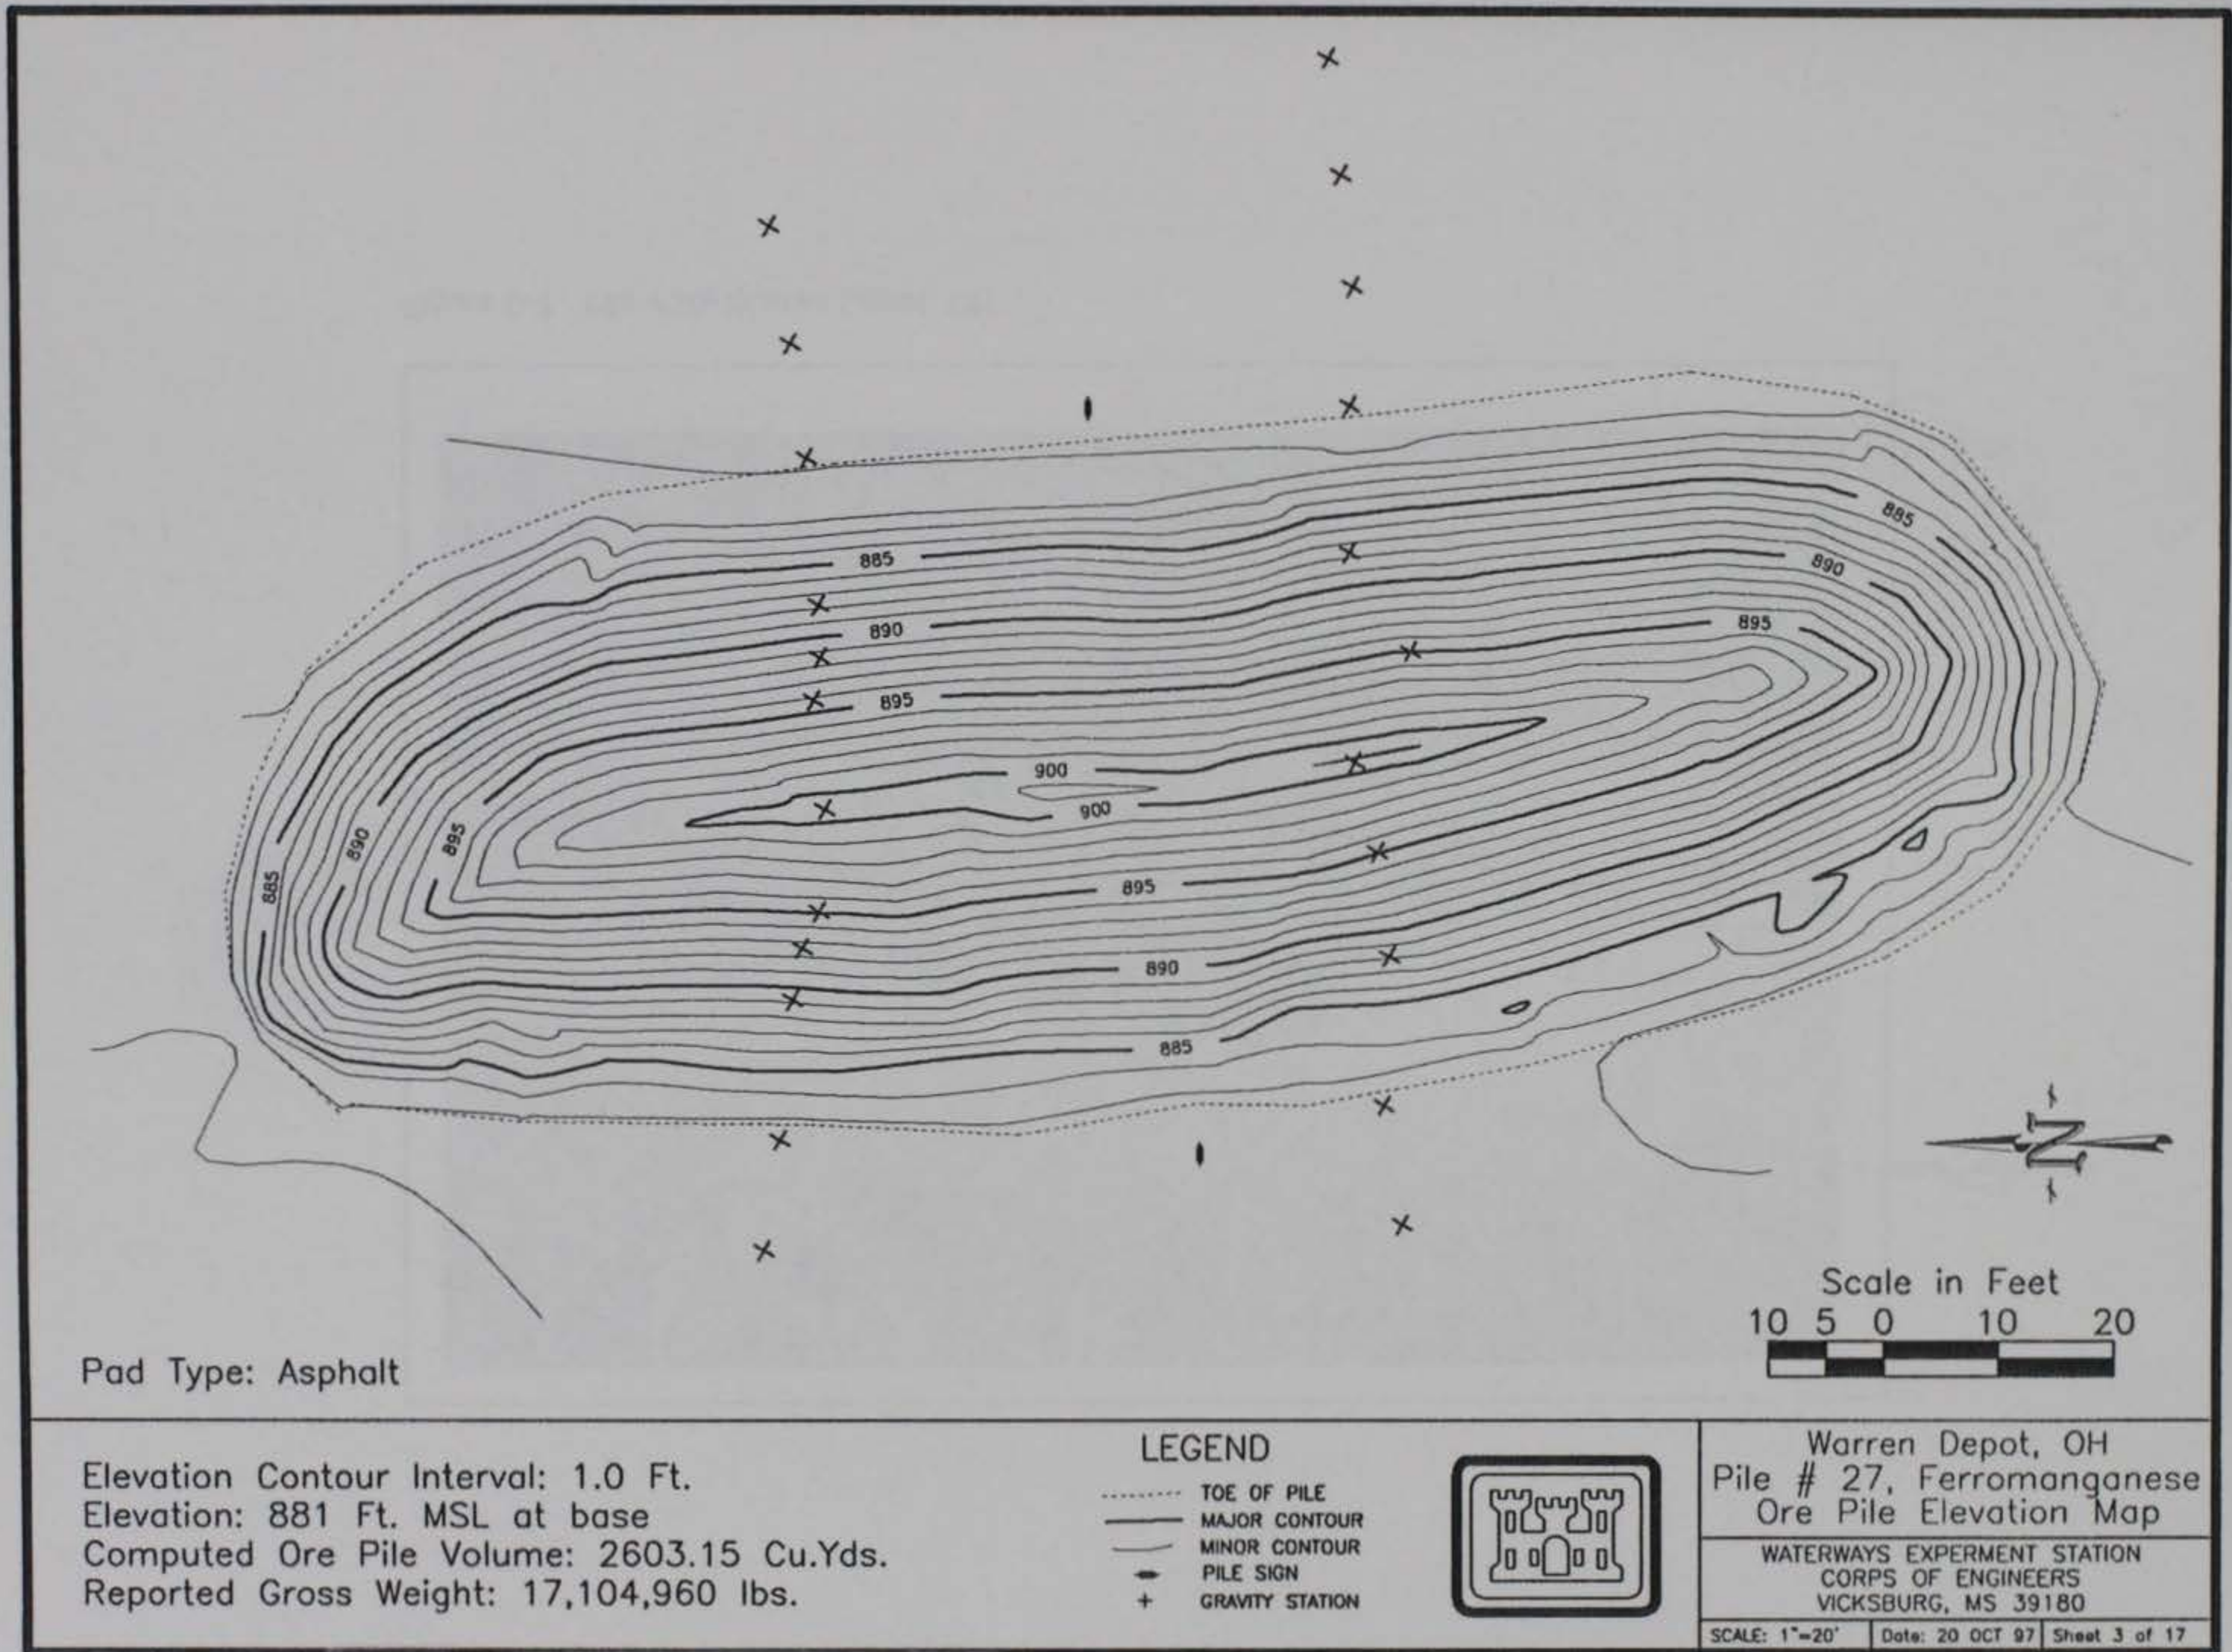 885
885
890
890
895
895
900
900
890
895
885
895
890
885
N
Scale in Feet
10 5 0 10 20
Pad Type: Asphalt
Elevation Contour Interval: 1.0 Ft.
Elevation: 881 Ft. MSL at base
Computed Ore Pile Volume: 2603.15 Cu.Yds.
Reported Gross Weight: 17,104,960 lbs.
LEGEND
TOE OF PILE
MAJOR CONTOUR
MINOR CONTOUR
PILE SIGN
GRAVITY STATION
Warren Depot, OH
Pile # 27, Ferromanganese
Ore Pile Elevation Map
WATERWAYS EXPERMENT STATION
CORPS OF ENGINEERS
VICKSBURG, MS 39180
SCALE: 1"=20' Date: 20 OCT 97 Sheet 3 of 17